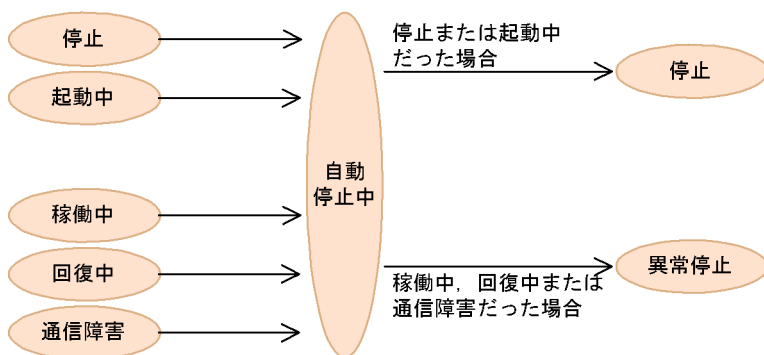 停止
起動中
稼働中
回復中
通信障害
自動
停止中
停止または起動中
だった場合
停止
稼働中，回復中または
通信障害だった場合
異常停止